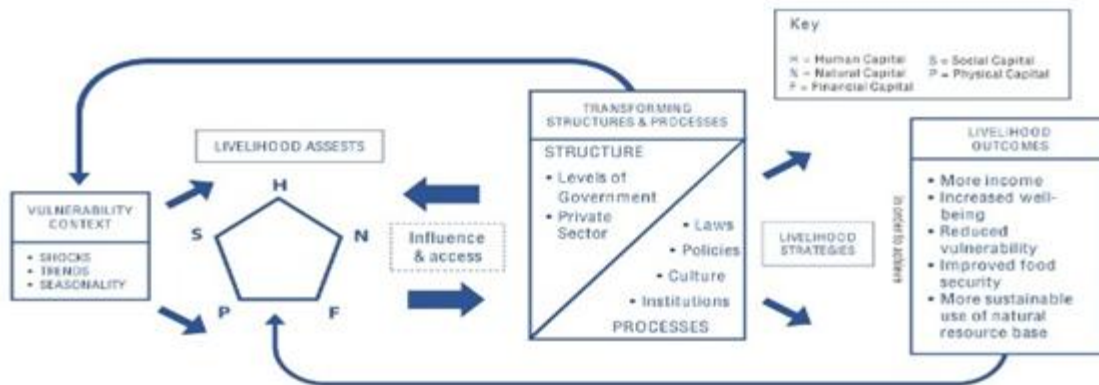 Key
H = Human Capital S = Social Capital
N = Natural Capital P = Physical Capital
F = Financial Capital
TRANSFORMING
STRUCTURES & PROCESSES
LIVELIHOOD
OUTCOMES
LIVELIHOOD ASSESTS
STRUCTURE
• Levels of
Government
• Private
Sector
• Laws
• Policies
• Culture
• Institutions
PROCESSES
VULNERABILITY
CONTEXT
• SHOCKS
• TRENDS
• SEASONALITY
H
S
N
P
F
Influence
& access
LIVELIHOOD
STRATEGIES
In order to achieve
• More income
• Increased well-
being
• Reduced
vulnerability
• Improved food
security
• More sustainable
use of natural
resource base